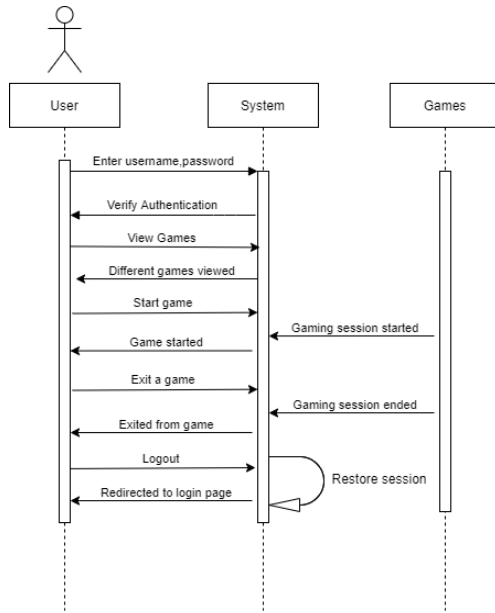 User
System
Games
Enter username,password
Verify Authentication
View Games
Different games viewed
Start game
Gaming session started
Game started
Exit a game
Gaming session ended
Exited from game
Logout
Restore session
Redirected to login page